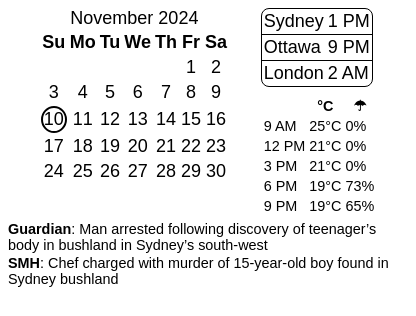 November 2024
Su Mo Tu We Th Fr Sa
1 2
3 4 5 6 7 8 9
10 11 12 13 14 15 16
17 18 19 20 21 22 23
24 25 26 27 28 29 30
Sydney 1 PM
Ottawa 9 PM
London 2 AM
°C ☂
9 AM 25°C 0%
12 PM 21°C 0%
3 PM 21°C 0%
6 PM 19°C 73%
9 PM 19°C 65%
Guardian: Man arrested following discovery of teenager’s
body in bushland in Sydney’s south-west
SMH: Chef charged with murder of 15-year-old boy found in
Sydney bushland